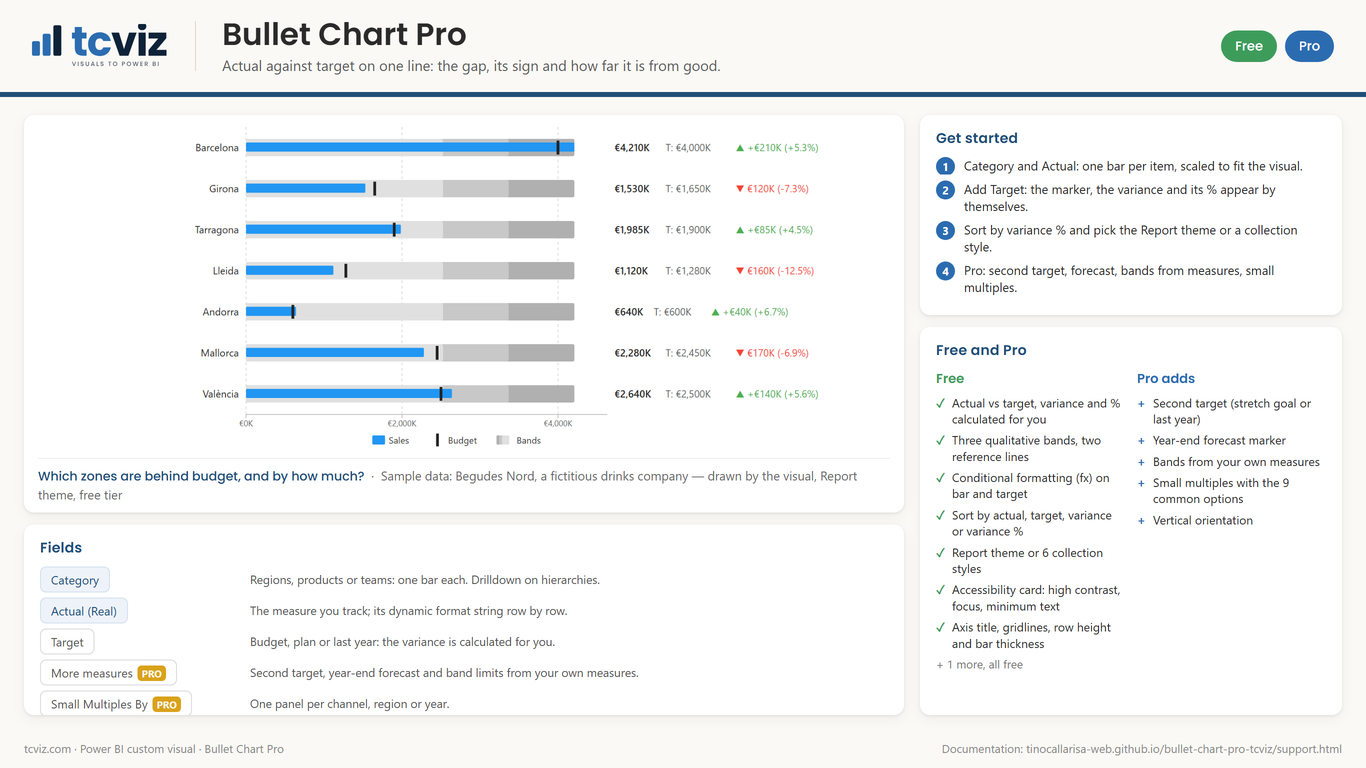 tcviz
VISUALS TO POWER BI
Bullet Chart Pro
Actual against target on one line: the gap, its sign and how far it is from good.
Free
Pro
Barcelona €4,210K T: €4,000K ▲ +€210K (+5.3%)
Girona €1,530K T: €1,650K ▼ €120K (-7.3%)
Tarragona €1,985K T: €1,900K ▲ +€85K (+4.5%)
Lleida €1,120K T: €1,280K ▼ €160K (-12.5%)
Andorra €640K T: €600K ▲ +€40K (+6.7%)
Mallorca €2,280K T: €2,450K ▼ €170K (-6.9%)
València €2,640K T: €2,500K ▲ +€140K (+5.6%)
€0K €2,000K €4,000K
Sales Budget Bands
Which zones are behind budget, and by how much? · Sample data: Begudes Nord, a fictitious drinks company — drawn by the visual, Report
theme, free tier
Fields
Category Regions, products or teams: one bar each. Drilldown on hierarchies.
Actual (Real) The measure you track; its dynamic format string row by row.
Target Budget, plan or last year: the variance is calculated for you.
More measures PRO Second target, year-end forecast and band limits from your own measures.
Small Multiples By PRO One panel per channel, region or year.
Get started
1 Category and Actual: one bar per item, scaled to fit the visual.
2 Add Target: the marker, the variance and its % appear by
themselves.
3 Sort by variance % and pick the Report theme or a collection
style.
4 Pro: second target, forecast, bands from measures, small
multiples.
Free and Pro
Free
✓ Actual vs target, variance and %
calculated for you
✓ Three qualitative bands, two
reference lines
✓ Conditional formatting (fx) on
bar and target
✓ Sort by actual, target, variance
or variance %
✓ Report theme or 6 collection
styles
✓ Accessibility card: high contrast,
focus, minimum text
✓ Axis title, gridlines, row height
and bar thickness
+ 1 more, all free
Pro adds
+ Second target (stretch goal or
last year)
+ Year-end forecast marker
+ Bands from your own measures
+ Small multiples with the 9
common options
+ Vertical orientation
tcviz.com · Power BI custom visual · Bullet Chart Pro
Documentation: tinocallarisa-web.github.io/bullet-chart-pro-tcviz/support.html